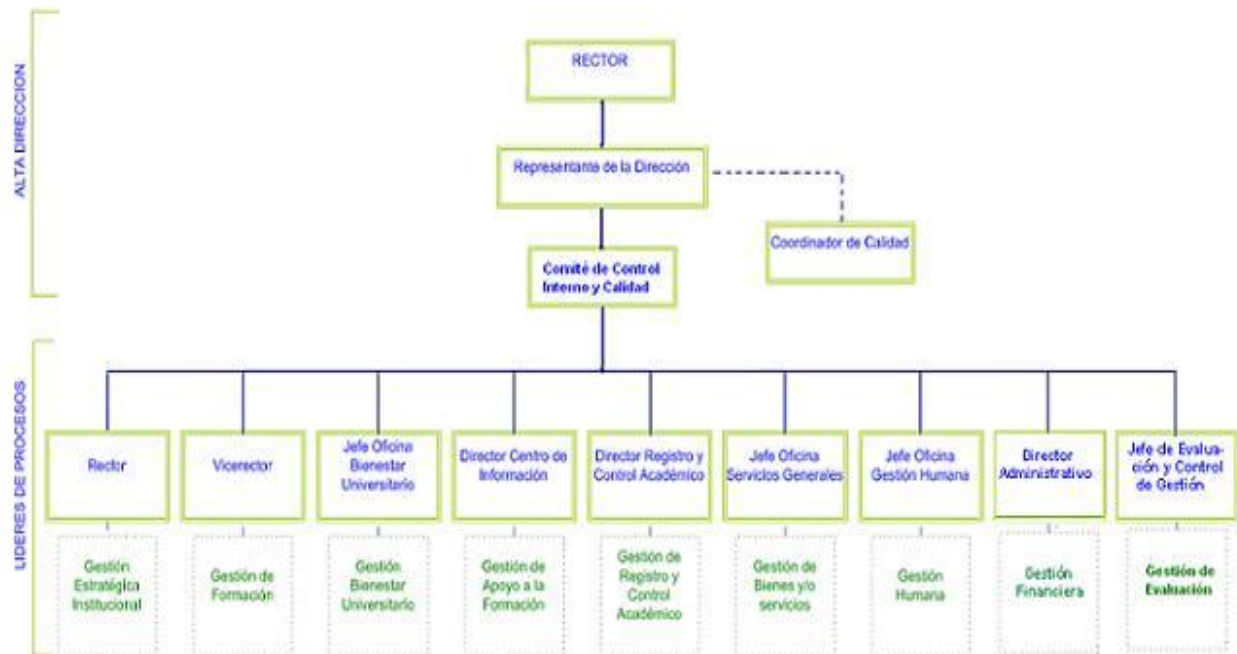 ALTA DIRECCION
RECTOR
Representante de la Dirección
Coordinador de Calidad
Comité de Control
Interno y Calidad
LIDERES DE PROCESOS
Rector
Vicerector
Jefe Oficina
Bienestar
Universitario
Director Centro de
Información
Director Registro y
Control Académico
Jefe Oficina
Servicios Generales
Jefe Oficina
Gestión Humana
Director
Administrativo
Jefe de Evalua-
ción y Control
de Gestión
Gestión
Estratégica
Institucional
Gestión de
Formación
Gestión
Bienestar
Universitario
Gestión de
Apoyo a la
Formación
Gestión de
Registro y
Control
Académico
Gestión de
Bienes y/o
servicios
Gestión
Humana
Gestión
Financiera
Gestión de
Evaluación